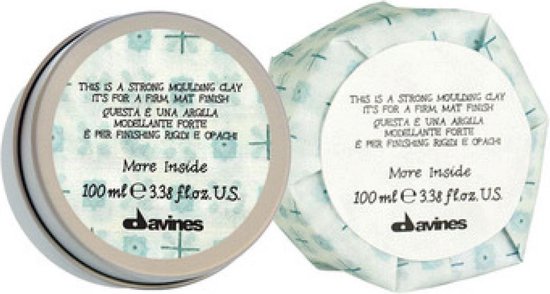 THIS IS A STRONG MOULDING CLAY
IT'S FOR A FIRM, MAT FINISH
QUESTA È UNA ARGILLA
MODELLANTE FORTE
È PER FINISHING RIGIDI E OPACHI
More Inside
100 ml ℮ 3.38 fl.oz. U.S.
davines
THIS IS A STRONG MOULDING CLAY
IT'S FOR A FIRM, MAT FINISH
QUESTA È UNA ARGILLA
MODELLANTE FORTE
È PER FINISHING RIGIDI E OPACHI
More Inside
100 ml ℮ 3.38 fl.oz. U.S.
davines